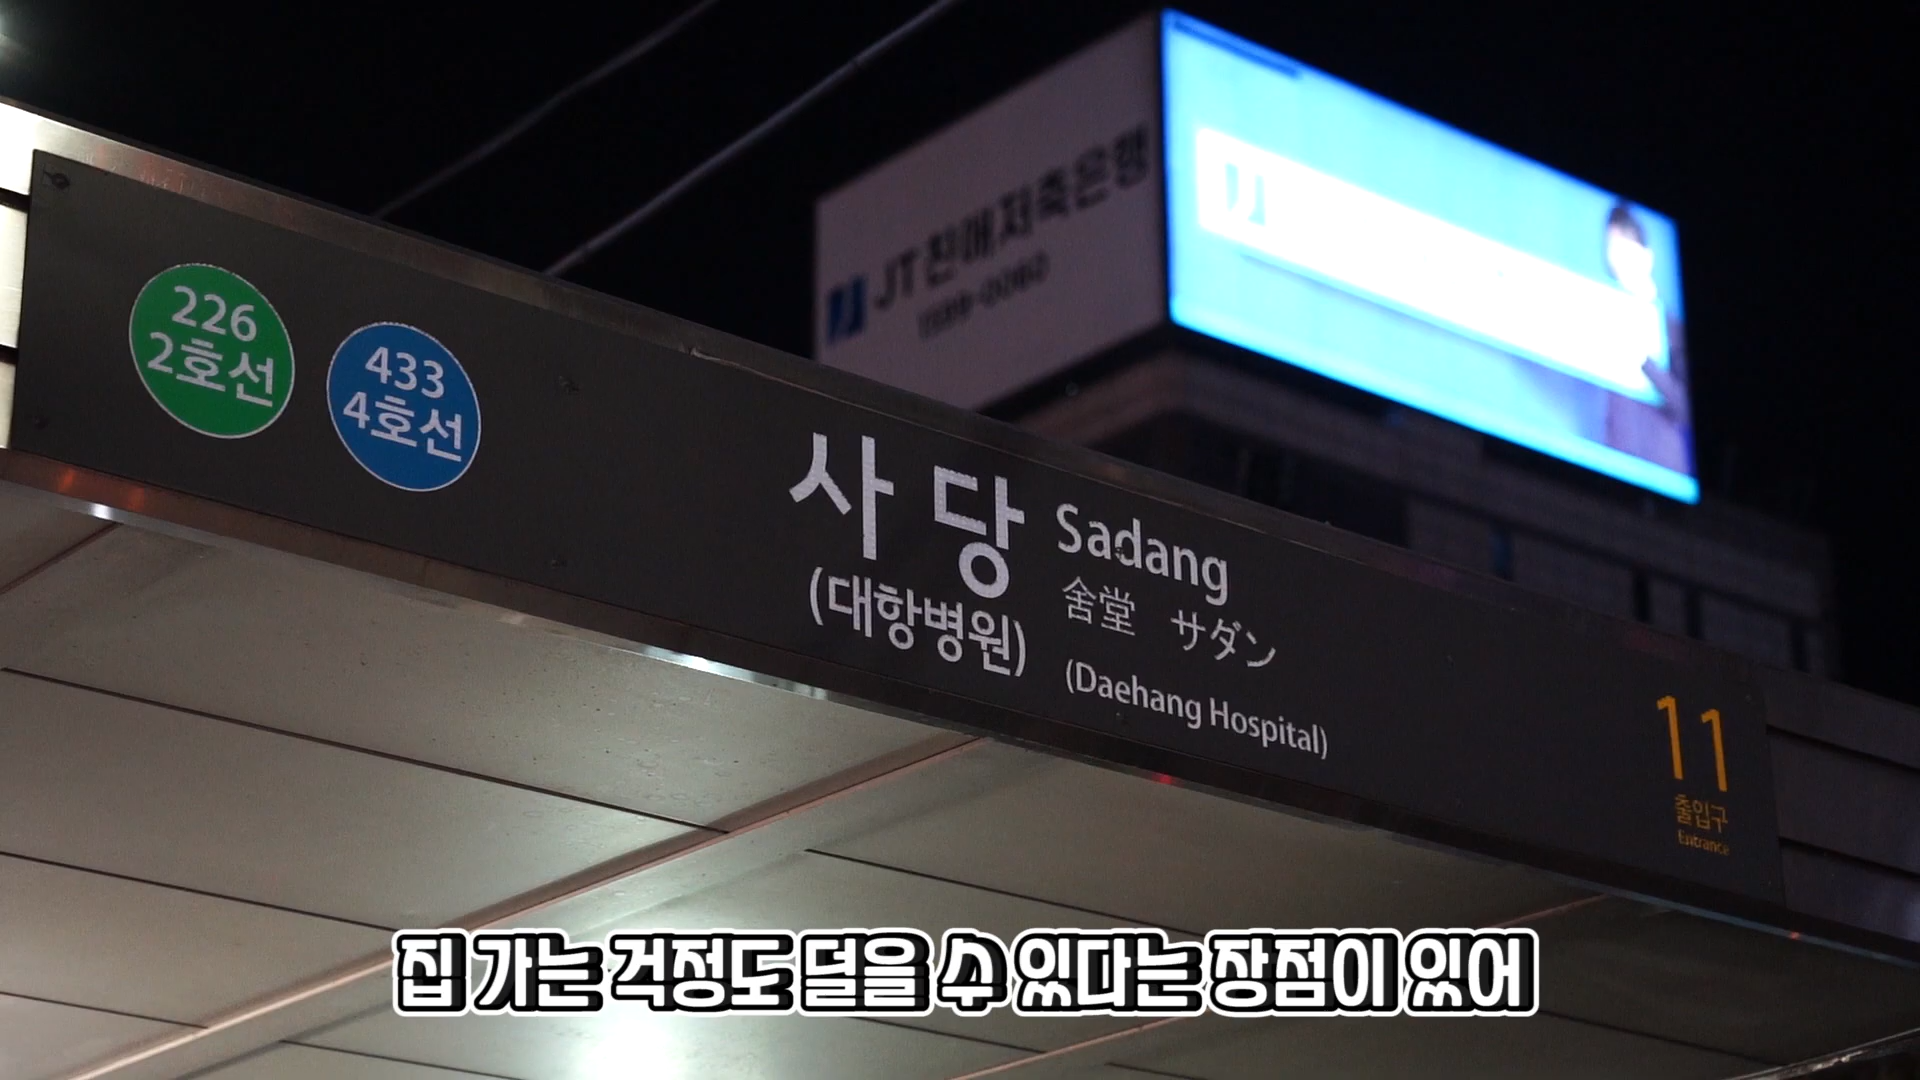 JT친애저축은행
226
2호선
433
4호선
사당
Sadang
舍堂 サダン
(대항병원)
(Daehang Hospital)
11
출입구
Entrance
집 가는 걱정도 덜을 수 있다는 장점이 있어